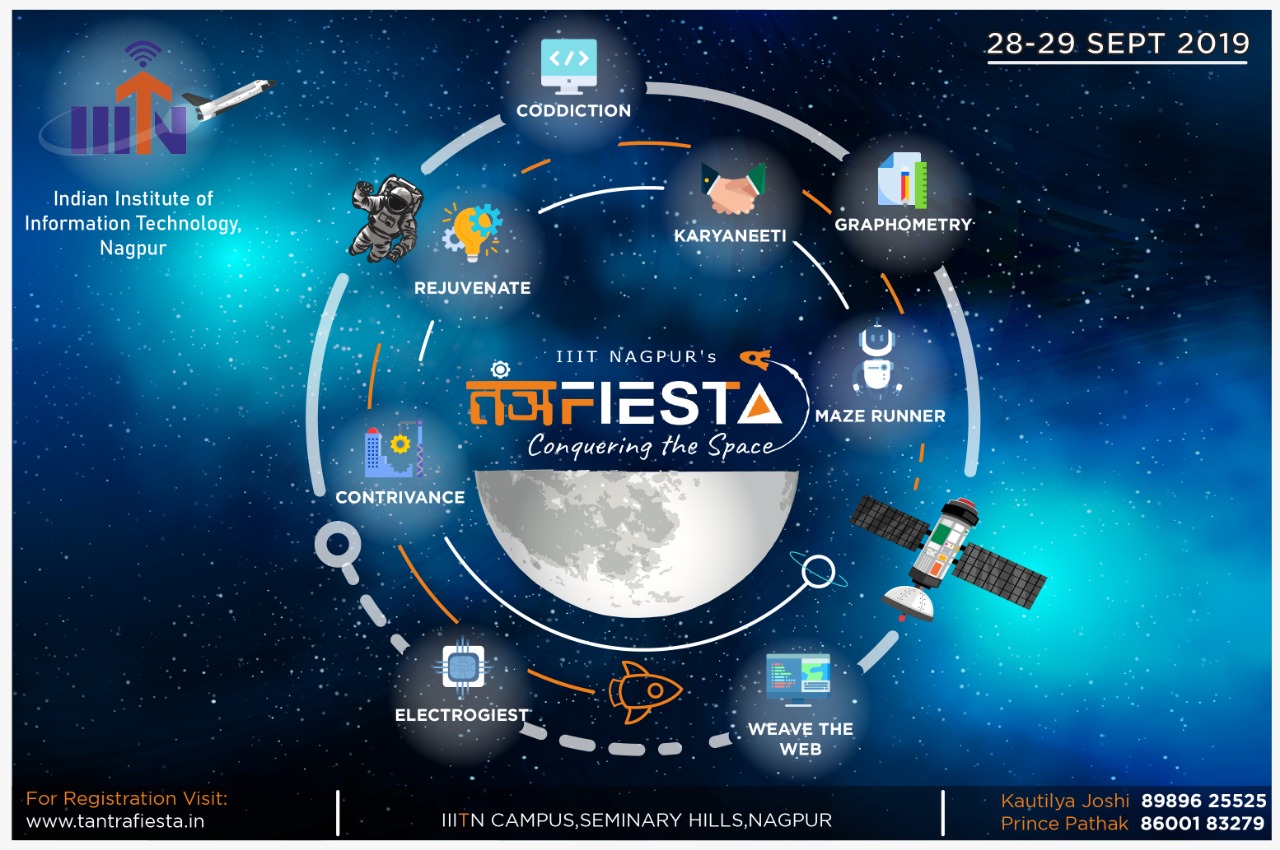 IIITN
Indian Institute of
Information Technology,
Nagpur
28-29 SEPT 2019
</>
CODDICTION
KARYANEETI
GRAPHOMETRY
REJUVENATE
IIIT NAGPUR's
तंत्रFIESTA
Conquering the Space
MAZE RUNNER
CONTRIVANCE
ELECTROGIEST
WEAVE THE
WEB
For Registration Visit:
www.tantrafiesta.in
IIITN CAMPUS,SEMINARY HILLS,NAGPUR
Kautilya Joshi 89896 25525
Prince Pathak 86001 83279